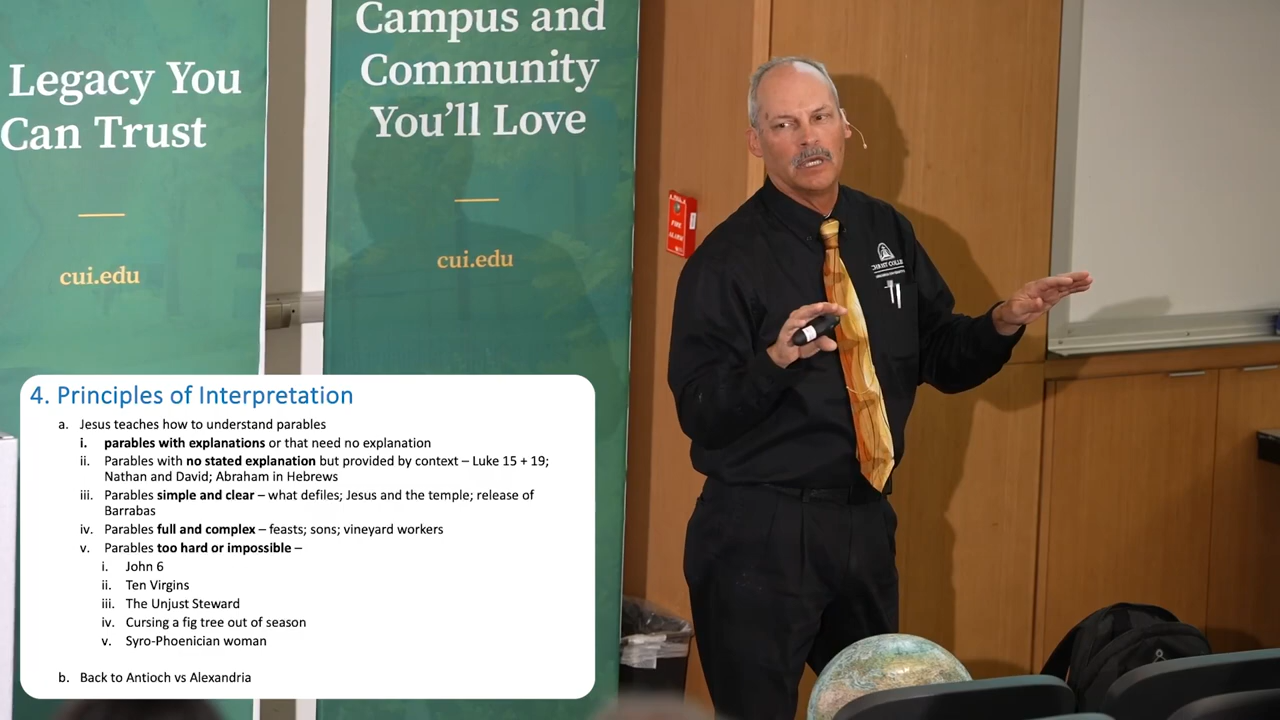 Legacy You
Can Trust
cui.edu
Campus and
Community
You'll Love
cui.edu
FIRE
ALARM
4. Principles of Interpretation
a. Jesus teaches how to understand parables
i. parables with explanations or that need no explanation
ii. Parables with no stated explanation but provided by context – Luke 15 + 19;
Nathan and David; Abraham in Hebrews
iii. Parables simple and clear – what defiles; Jesus and the temple; release of
Barrabas
iv. Parables full and complex – feasts; sons; vineyard workers
v. Parables too hard or impossible –
i. John 6
ii. Ten Virgins
iii. The Unjust Steward
iv. Cursing a fig tree out of season
v. Syro-Phoenician woman
b. Back to Antioch vs Alexandria